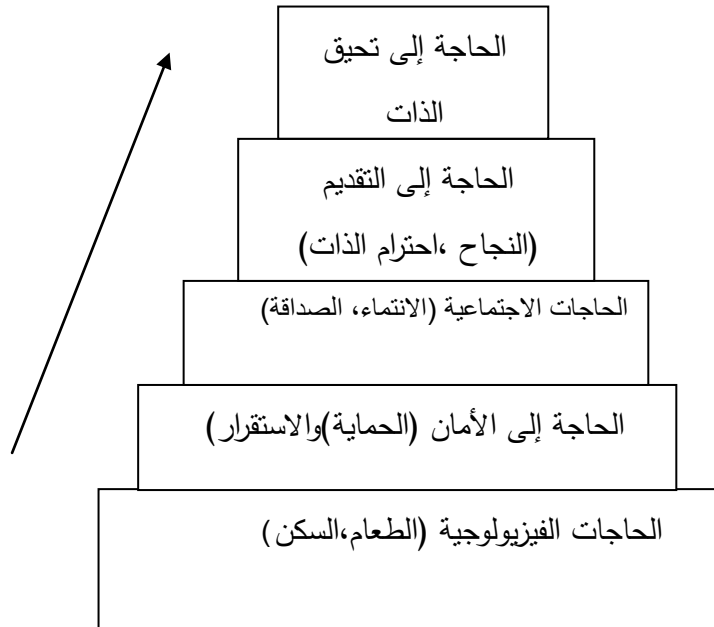 الحاجة إلى تحيق
الذات
الحاجة إلى التقديم
(النجاح ،احترام الذات)
الحاجات الاجتماعية (الانتماء، الصداقة)
الحاجة إلى الأمان (الحماية)والاستقرار)
الحاجات الفيزيولوجية (الطعام،السكن)